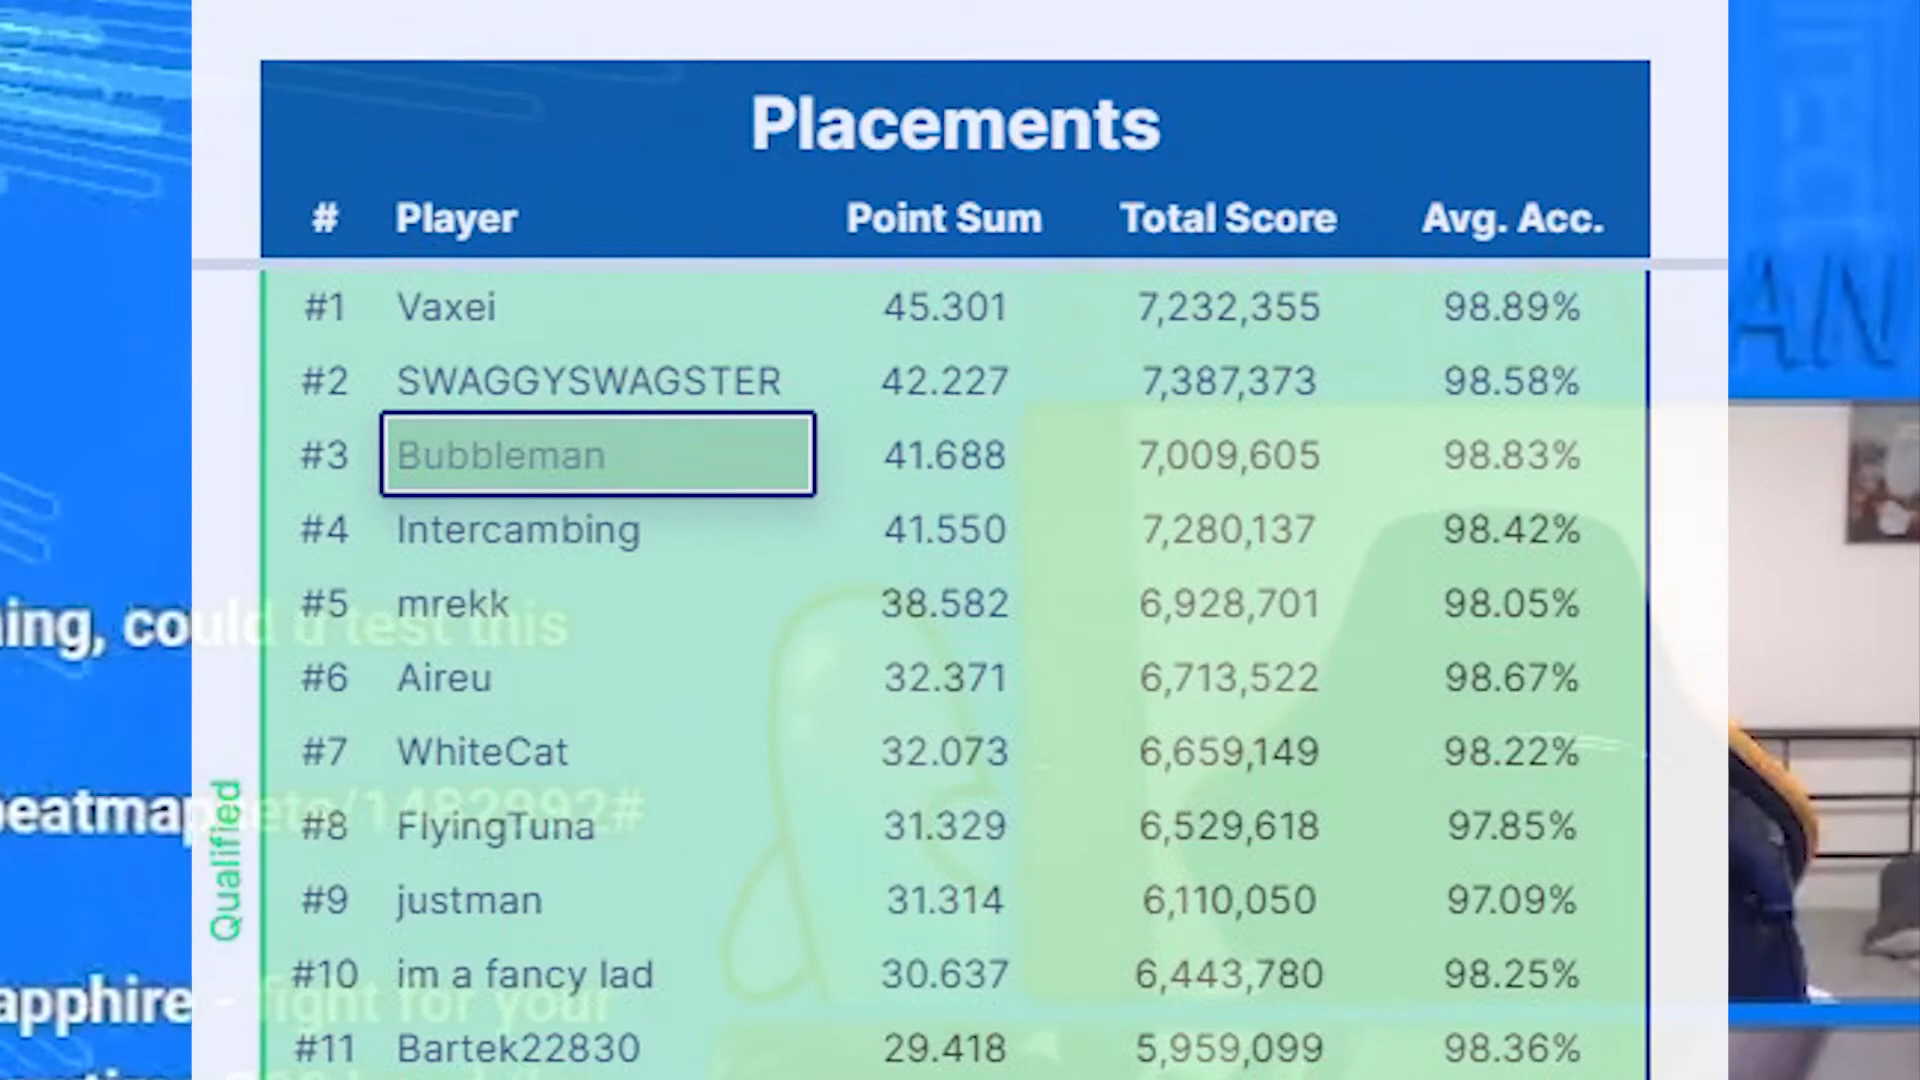 Placements
# Player Point Sum Total Score Avg. Acc.
#1 Vaxei 45.301 7,232,355 98.89%
#2 SWAGGYSWAGSTER 42.227 7,387,373 98.58%
#3 Bubbleman 41.688 7,009,605 98.83%
#4 Intercambing 41.550 7,280,137 98.42%
#5 mrekk 38.582 6,928,701 98.05%
#6 Aireu 32.371 6,713,522 98.67%
#7 WhiteCat 32.073 6,659,149 98.22%
#8 FlyingTuna 31.329 6,529,618 97.85%
#9 justman 31.314 6,110,050 97.09%
#10 im a fancy lad 30.637 6,443,780 98.25%
#11 Bartek22830 29.418 5,959,099 98.36%
Qualified
ing, could u test this
eatmapsets/1482992#
apphire - fight for your
AN